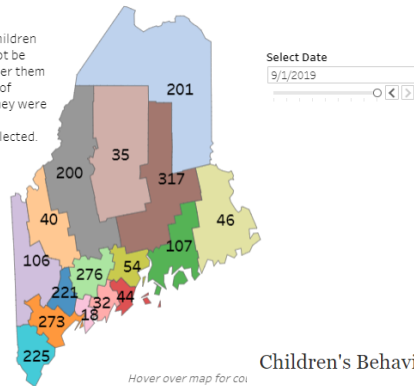 hildren
ot be
er them
of
ey were
lected.
Select Date
9/1/2019
201
35
200
317
46
40
107
106
276
54
221
32
44
18
273
225
Hover over map for co
Children's Behavi